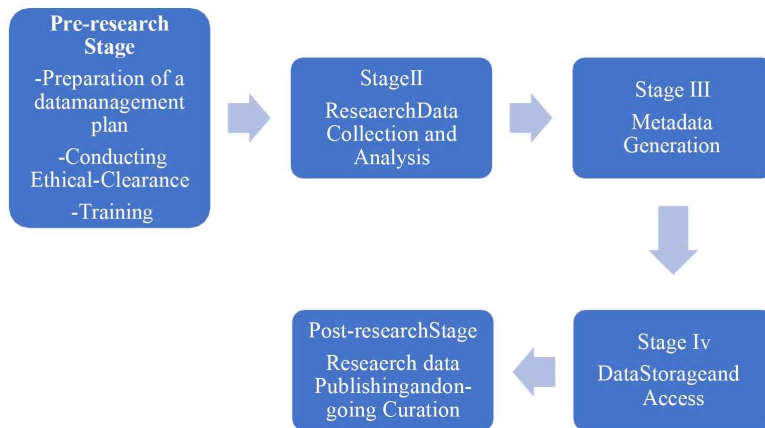 Pre-research
Stage
-Preparation of a
datamanagement
plan
-Conducting
Ethical-Clearance
-Training
StageII
ReseaerchData
Collection and
Analysis
Stage III
Metadata
Generation
Stage Iv
DataStorageand
Access
Post-researchStage
Reseaerch data
Publishingandon-
going Curation